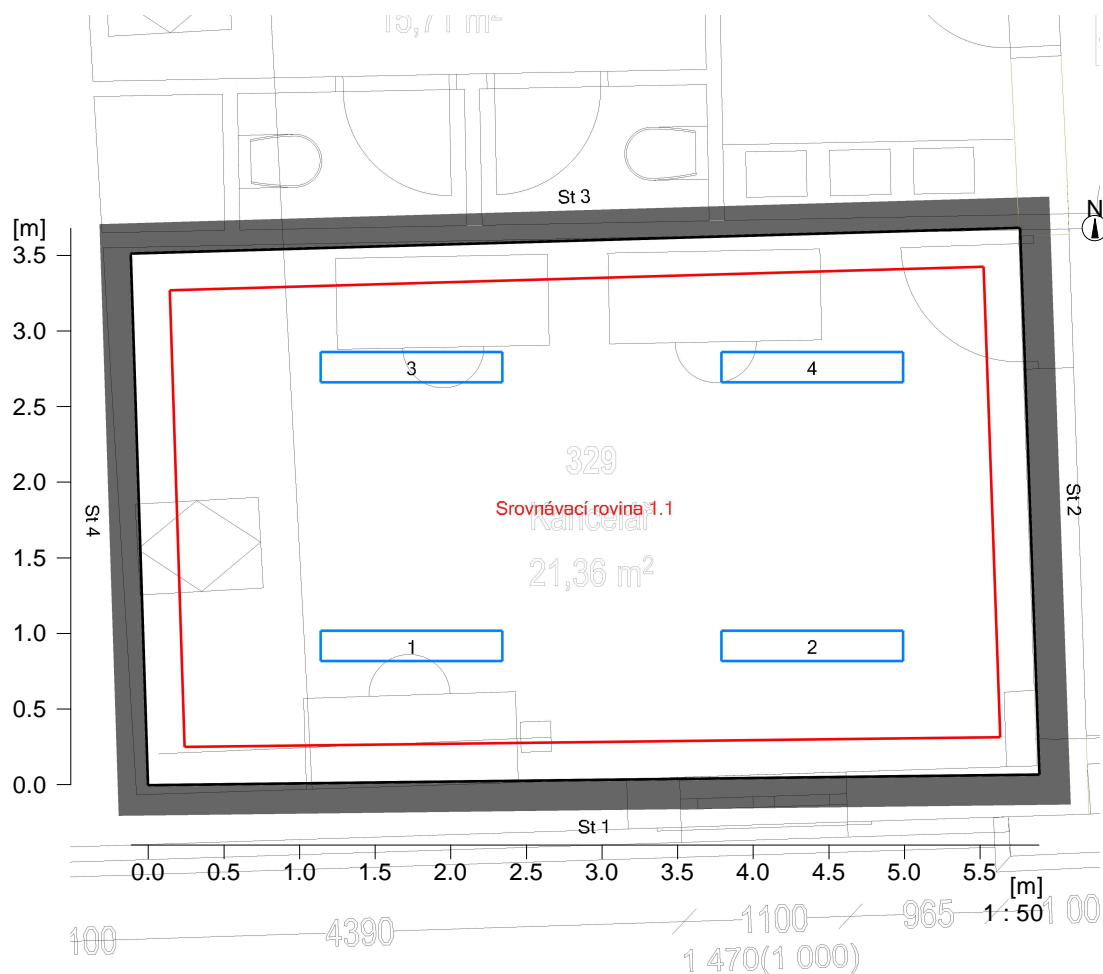 15,71 m²
St 3
N
[m]
3.5
3.0
2.5
2.0
1.5
1.0
0.5
0.0
3
4
329
Srovnávací rovina 1.1
Kancelář
21,36 m²
St 4
St 2
1
2
St 1
0.0 0.5 1.0 1.5 2.0 2.5 3.0 3.5 4.0 4.5 5.0 5.5
[m]
1 : 50
100 4390 1100 965 1 00
1 470(1 000)